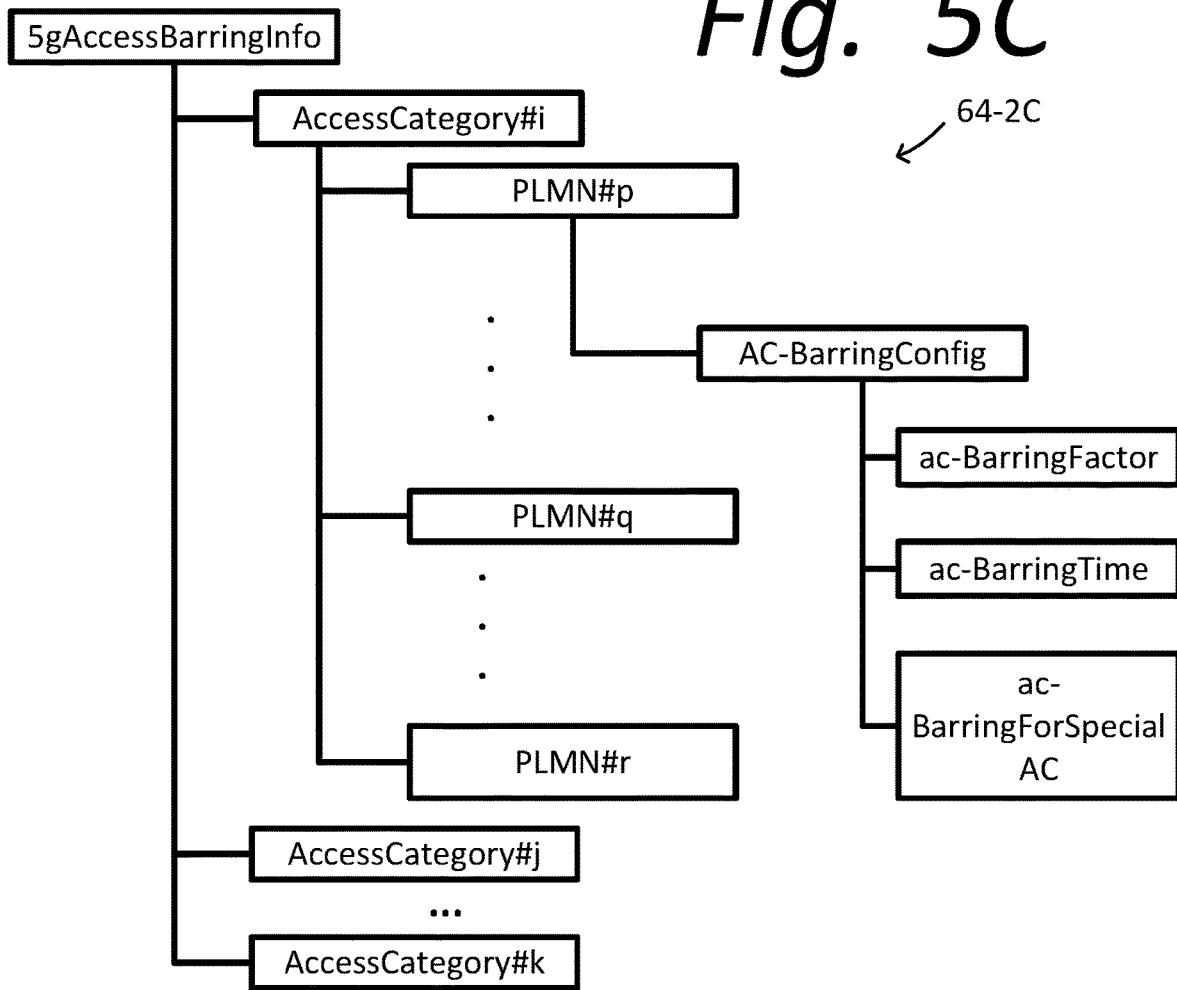 Fig. 5C
5gAccessBarringInfo
64-2C
AccessCategory#i
PLMN#p
AC-BarringConfig
ac-BarringFactor
PLMN#q
ac-BarringTime
ac-
BarringForSpecial
AC
PLMN#r
AccessCategory#j
...
AccessCategory#k